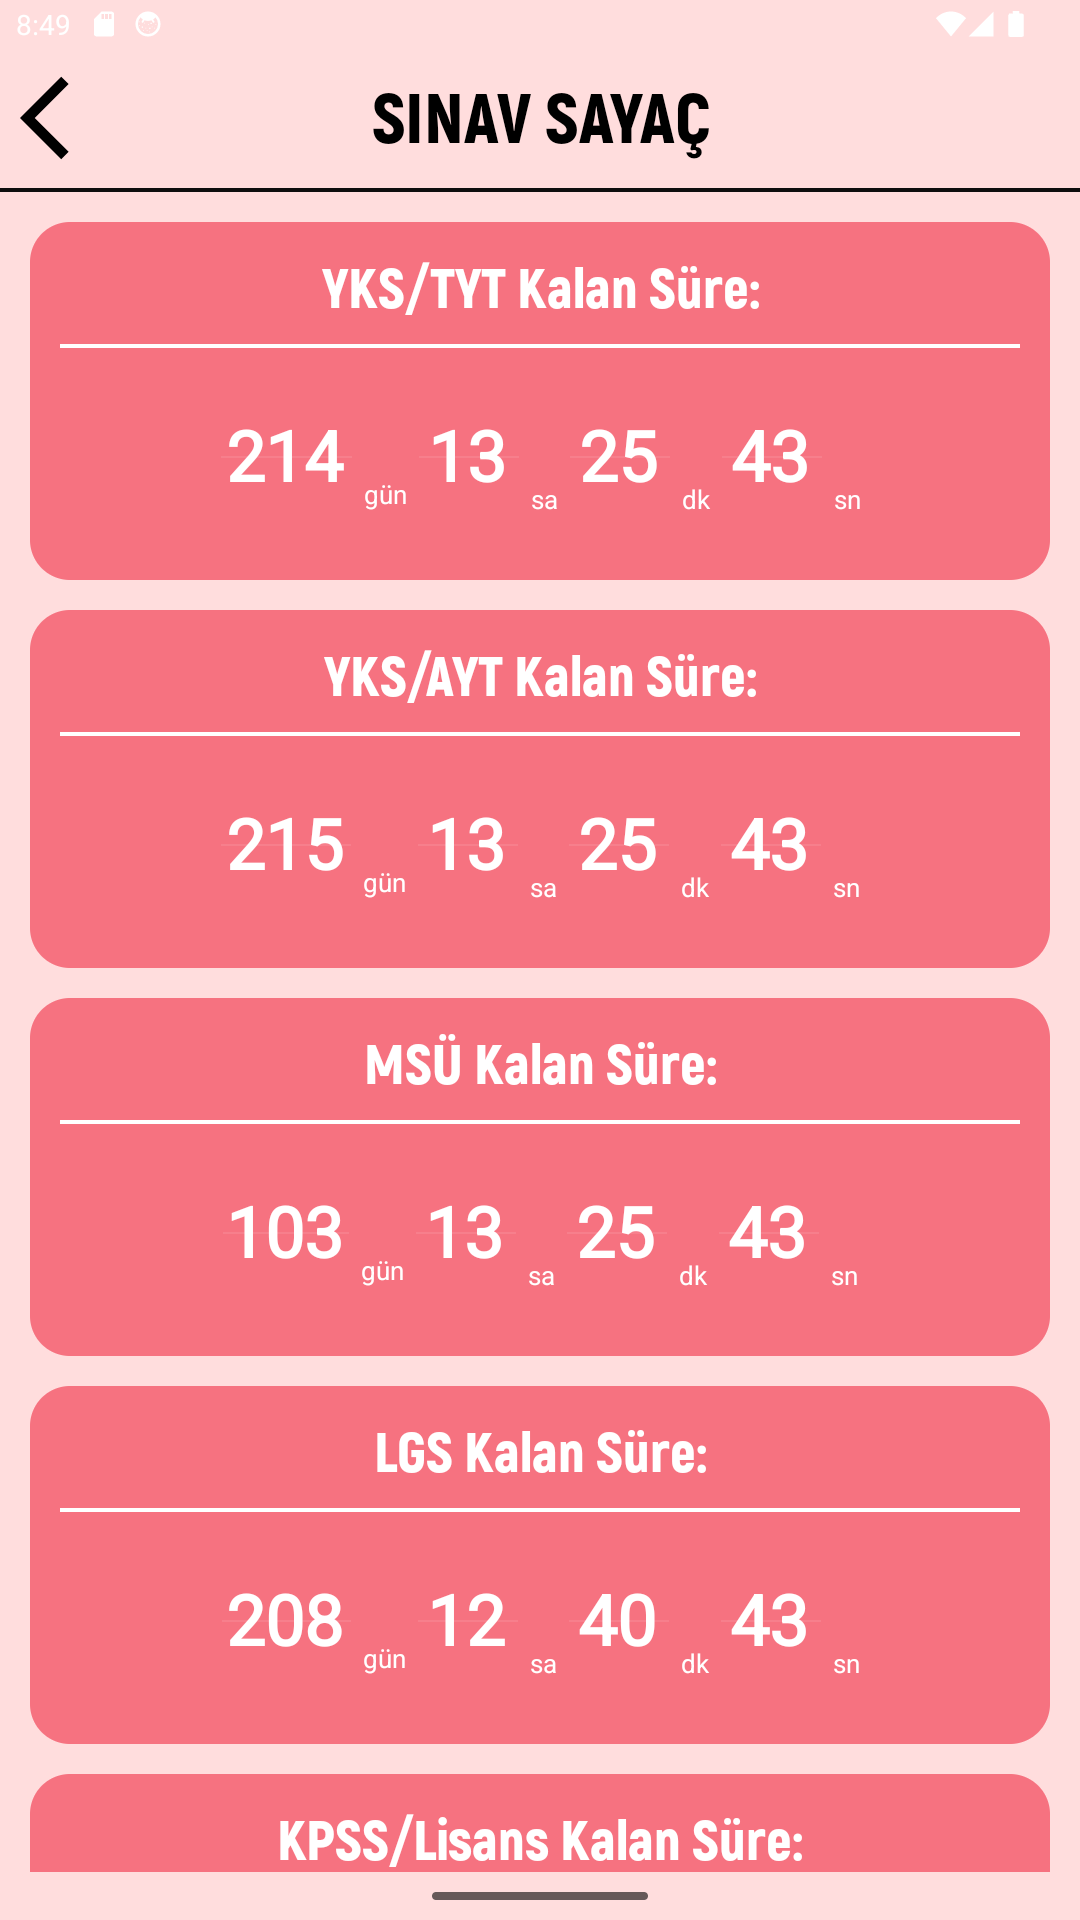 8:49
SINAV SAYAÇ
YKS/TYT Kalan Süre:
214 gün 13 sa 25 dk 43 sn
YKS/AYT Kalan Süre:
215 gün 13 sa 25 dk 43 sn
MSÜ Kalan Süre:
103 gün 13 sa 25 dk 43 sn
LGS Kalan Süre:
208 gün 12 sa 40 dk 43 sn
KPSS/Lisans Kalan Süre: